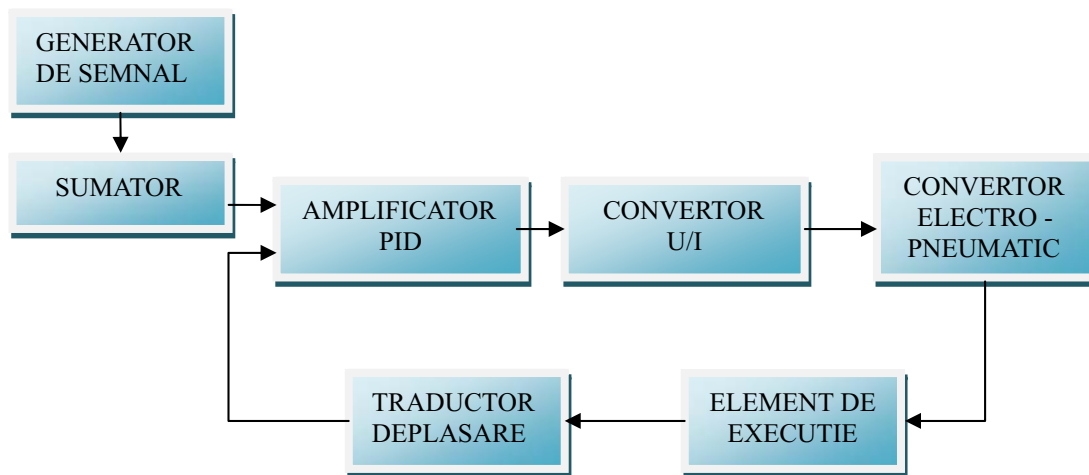 GENERATOR
DE SEMNAL
SUMATOR
AMPLIFICATOR
PID
CONVERTOR
U/I
CONVERTOR
ELECTRO -
PNEUMATIC
TRADUCTOR
DEPLASARE
ELEMENT DE
EXECUTIE